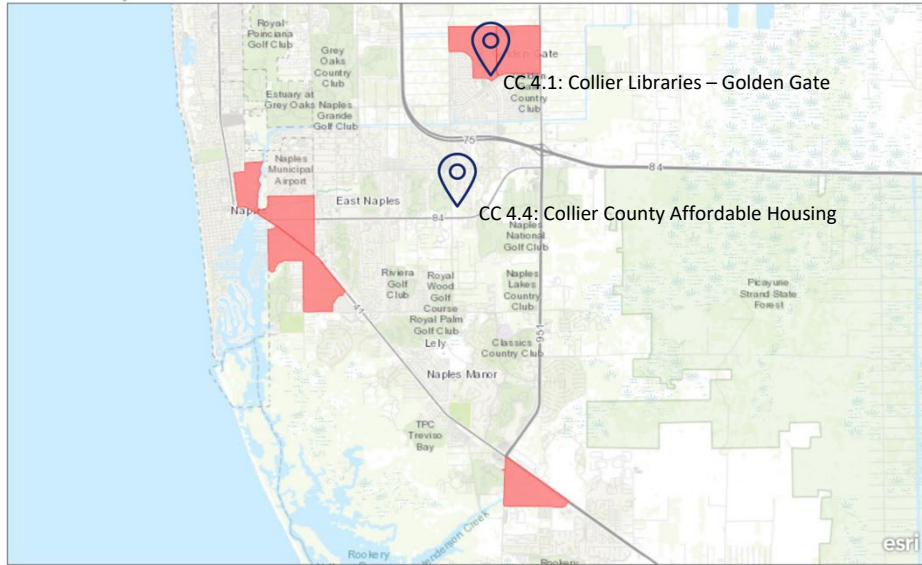 Royal
Poinciana
Golf Club
Grey
Oaks
Country
Club
Estuary at
Grey Oaks
Naples
Grande
Golf Club
CC 4.1: Collier Libraries – Golden Gate
Country
Club
75
84
Naples
Municipal
Airport
East Naples
84
CC 4.4: Collier County Affordable Housing
Naples
National
Golf Club
Riviera
Golf
Club
Royal
Wood
Golf
Course
Royal Palm
Golf Club
Lely
Naples
Lakes
Country
Club
Picayune
Strand State
Forest
41
951
Classics
Country Club
Naples Manor
TPC
Treviso
Bay
Rookery
Rookery
esri